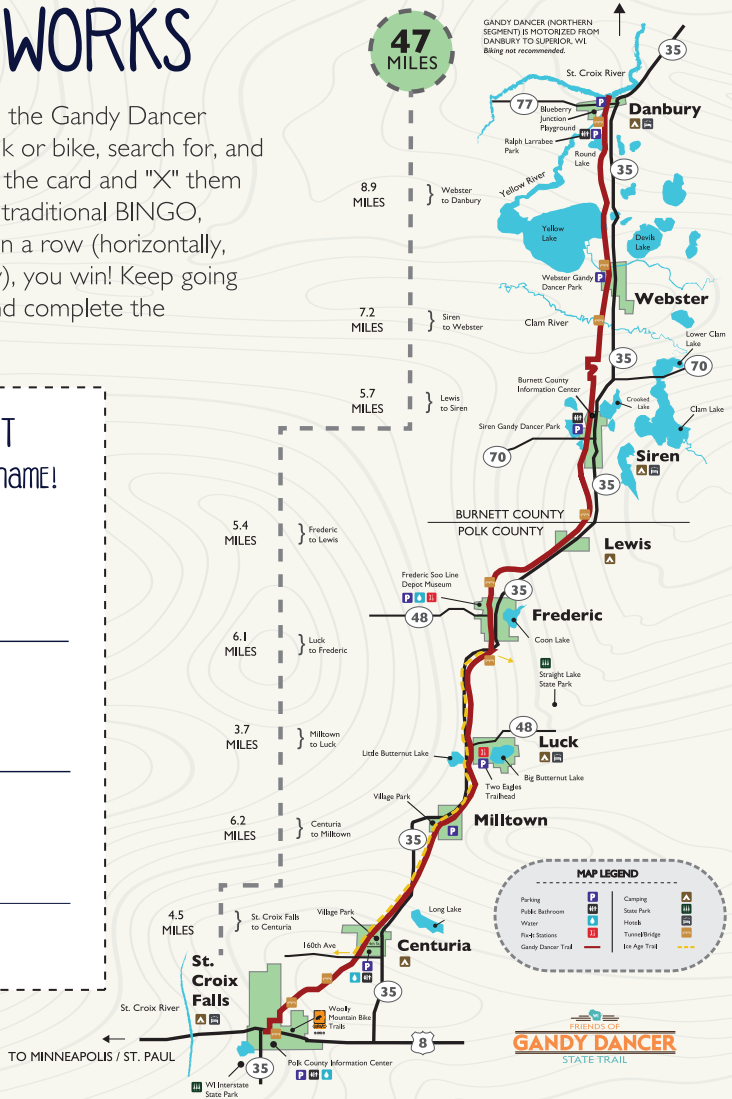 WORKS
the Gandy Dancer
k or bike, search for, and
the card and "X" them
traditional BINGO,
n a row (horizontally,
y), you win! Keep going
nd complete the
T
name!
47
MILES
GANDY DANCER (NORTHERN
SEGMENT) IS MOTORIZED FROM
DANBURY TO SUPERIOR, WI.
Biking not recommended.
35
St. Croix River
77
Blueberry
Junction
Playground
Danbury
Ralph Larrabee
Park
Round
Lake
35
8.9
MILES
Webster
to Danbury
Yellow River
Yellow
Lake
Devils
Lake
Webster Gandy
Dancer Park
Webster
7.2
MILES
Siren
to Webster
Clam River
Lower Clam
Lake
35
70
5.7
MILES
Lewis
to Siren
Burnett County
Information Center
Crooked
Lake
Clam Lake
Siren Gandy Dancer Park
70
Siren
35
BURNETT COUNTY
POLK COUNTY
5.4
MILES
Frederic
to Lewis
Lewis
Frederic Soo Line
Depot Museum
35
48
Frederic
Coon Lake
6.1
MILES
Luck
to Frederic
Straight Lake
State Park
3.7
MILES
Milltown
to Luck
48
Luck
Little Butternut Lake
Big Butternut Lake
Two Eagles
Trailhead
Village Park
6.2
MILES
Centuria
to Milltown
Milltown
35
MAP LEGEND
Parking
P
Public Bathroom
Water
Fix-It Stations
Gandy Dancer Trail
Camping
State Park
Hotels
Tunnel/Bridge
Ice Age Trail
4.5
MILES
St. Croix Falls
to Centuria
Village Park
Long Lake
160th Ave
Centuria
35
St.
Croix
Falls
St. Croix River
Woolly
Mountain Bike
Trails
TO MINNEAPOLIS / ST. PAUL
8
35
Polk County Information Center
WI Interstate
State Park
FRIENDS OF
GANDY DANCER
STATE TRAIL